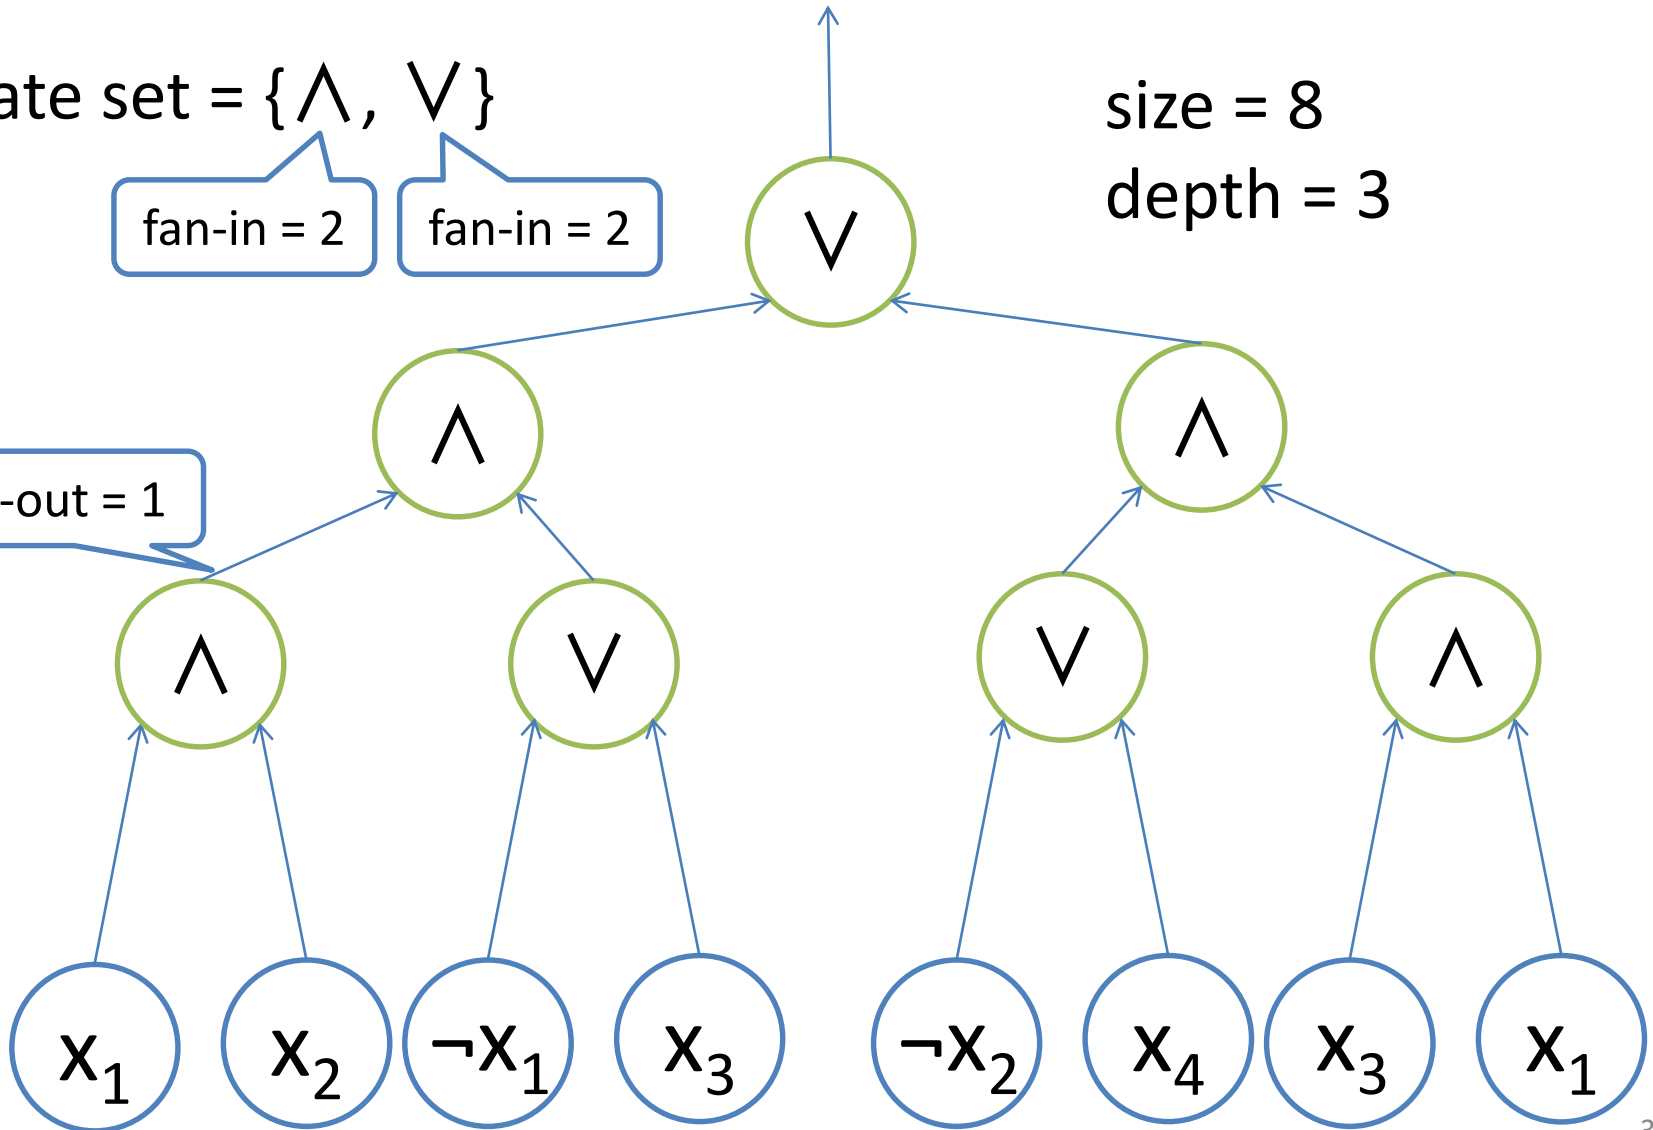 ate set = {∧, ∨}
size = 8
depth = 3
fan-in = 2
fan-in = 2
∨
∧
∧
-out = 1
∧
∨
∨
∧
x₁
x₂
¬x₁
x₃
¬x₂
x₄
x₃
x₁